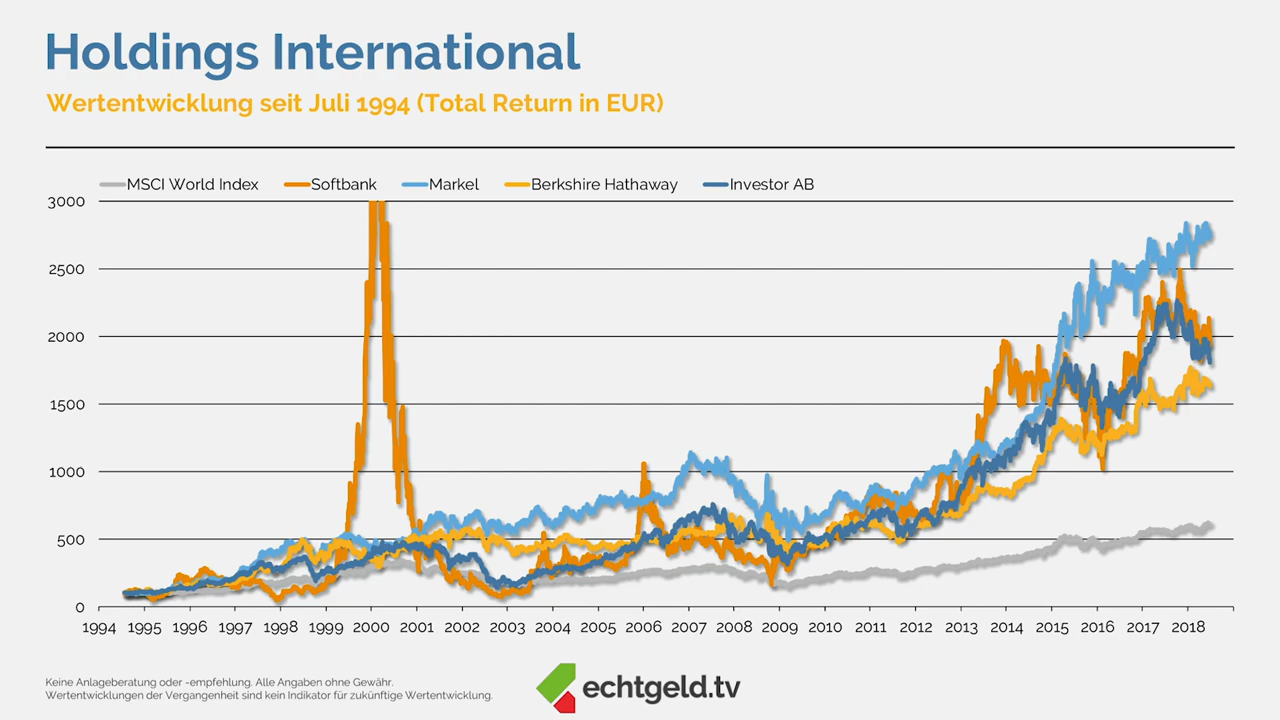 Holdings International
Wertentwicklung seit Juli 1994 (Total Return in EUR)
MSCI World Index Softbank Markel Berkshire Hathaway Investor AB
3000
2500
2000
1500
1000
500
0
1994 1995 1996 1997 1998 1999 2000 2001 2002 2003 2004 2005 2006 2007 2008 2009 2010 2011 2012 2013 2014 2015 2016 2017 2018
Keine Anlageberatung oder -empfehlung. Alle Angaben ohne Gewähr.
Wertentwicklungen der Vergangenheit sind kein Indikator für zukünftige Wertentwicklung.
echtgeld.tv